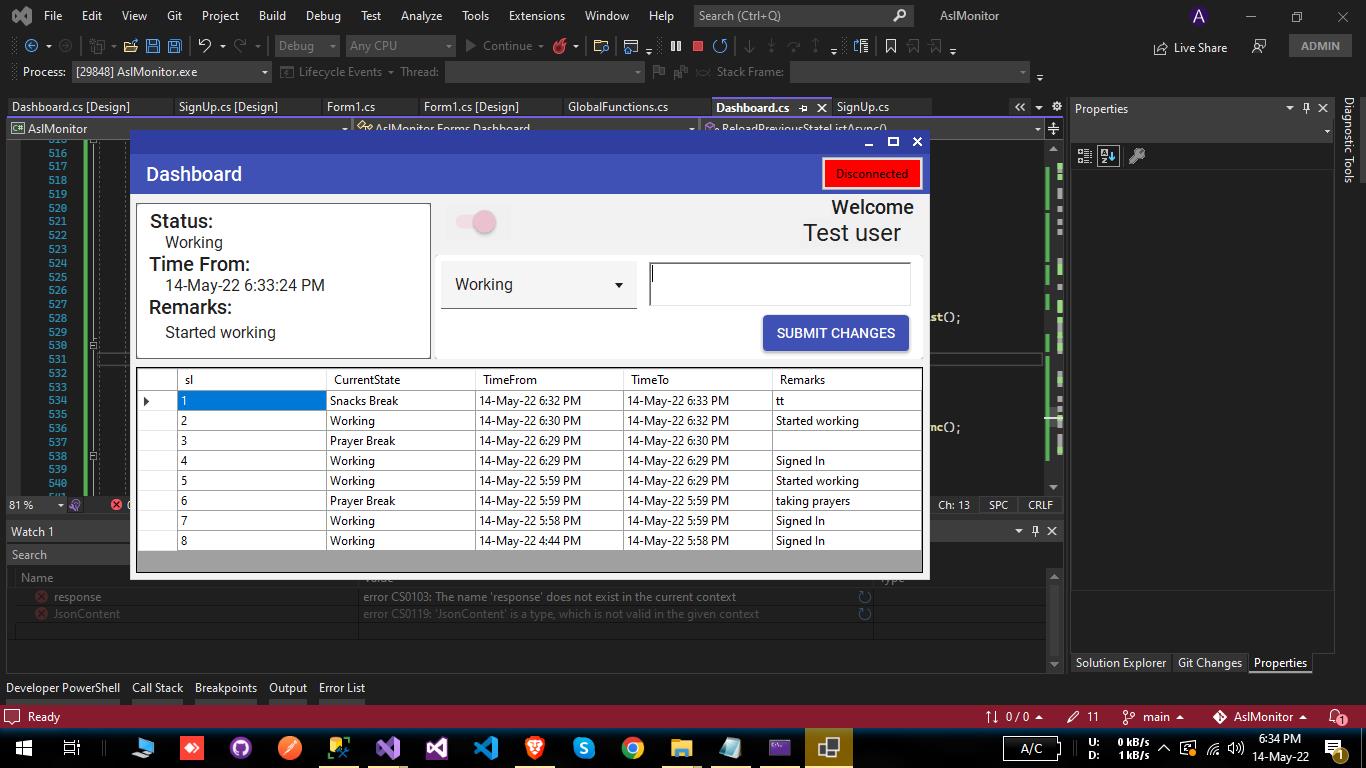 File Edit View Git Project Build Debug Test Analyze Tools Extensions Window Help Search (Ctrl+Q) AslMonitor A
Debug Any CPU Continue Live Share ADMIN
Process: [29848] AslMonitor.exe Lifecycle Events Thread: Stack Frame:
Dashboard.cs [Design] SignUp.cs [Design] Form1.cs Form1.cs [Design] GlobalFunctions.cs Dashboard.cs SignUp.cs
Properties
Diagnostic Tools
C# AslMonitor AslMonitor.Forms.Dashboard ReloadPreviousStateListAsync()
516
517
518
519
520
521
522
523
524
525
526
527
528
529
530
531
532
533
534
535
536
537
538
539
540
st();
nc();
Dashboard
Disconnected
Status:
Working
Time From:
14-May-22 6:33:24 PM
Remarks:
Started working
Welcome
Test user
Working
SUBMIT CHANGES
sl CurrentState TimeFrom TimeTo Remarks
1 Snacks Break 14-May-22 6:32 PM 14-May-22 6:33 PM tt
2 Working 14-May-22 6:30 PM 14-May-22 6:32 PM Started working
3 Prayer Break 14-May-22 6:29 PM 14-May-22 6:30 PM
4 Working 14-May-22 6:29 PM 14-May-22 6:29 PM Signed In
5 Working 14-May-22 5:59 PM 14-May-22 6:29 PM Started working
6 Prayer Break 14-May-22 5:59 PM 14-May-22 5:59 PM taking prayers
7 Working 14-May-22 5:58 PM 14-May-22 5:59 PM Signed In
8 Working 14-May-22 4:44 PM 14-May-22 5:58 PM Signed In
81 % Ch: 13 SPC CRLF
Watch 1
Search
Name Value Type
response error CS0103: The name 'response' does not exist in the current context
JsonContent error CS0119: 'JsonContent' is a type, which is not valid in the given context
Solution Explorer Git Changes Properties
Developer PowerShell Call Stack Breakpoints Output Error List
Ready 0 / 0 11 main AslMonitor 1
A/C U: 0 kB/s 6:34 PM
D: 1 kB/s 14-May-22 1